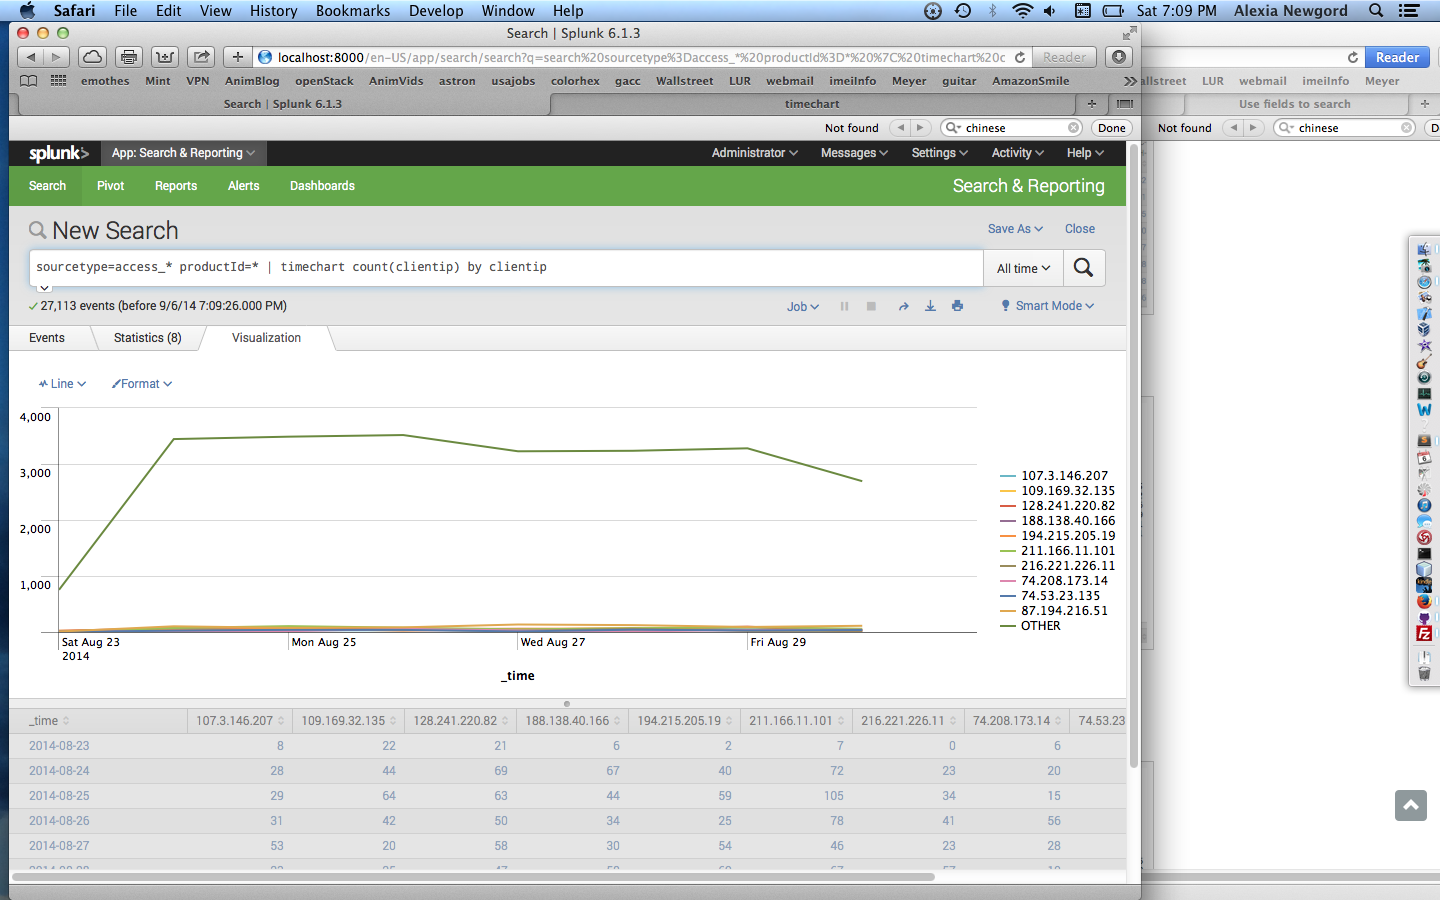 Safari File Edit View History Bookmarks Develop Window Help Sat 7:09 PM Alexia Newgord
Search | Splunk 6.1.3
localhost:8000/en-US/app/search/search?q=search%20sourcetype%3Daccess_*%20productId%3D*%20%7C%20timechart%20c Reader
Reader
emothes Mint VPN AnimBlog openStack AnimVids astron usajobs colorhex gacc Wallstreet LUR webmail imeiInfo Meyer guitar AmazonSmile
allstreet LUR webmail imeiInfo Meyer
Search | Splunk 6.1.3 timechart
Use fields to search
Not found chinese Done
Not found chinese
splunk> App: Search & Reporting Administrator Messages Settings Activity Help
Search Pivot Reports Alerts Dashboards Search & Reporting
New Search Save As Close
sourcetype=access_* productId=* | timechart count(clientip) by clientip All time
27,113 events (before 9/6/14 7:09:26.000 PM) Job Smart Mode
Events Statistics (8) Visualization
Line Format
4,000
3,000
2,000
1,000
107.3.146.207
109.169.32.135
128.241.220.82
188.138.40.166
194.215.205.19
211.166.11.101
216.221.226.11
74.208.173.14
74.53.23.135
87.194.216.51
OTHER
Sat Aug 23 Mon Aug 25 Wed Aug 27 Fri Aug 29
2014
_time
_time 107.3.146.207 109.169.32.135 128.241.220.82 188.138.40.166 194.215.205.19 211.166.11.101 216.221.226.11 74.208.173.14 74.53.23
2014-08-23 8 22 21 6 2 7 0 6
2014-08-24 28 44 69 67 40 72 23 20
2014-08-25 29 64 63 44 59 105 34 15
2014-08-26 31 42 50 34 25 78 41 56
2014-08-27 53 20 58 30 54 46 23 28